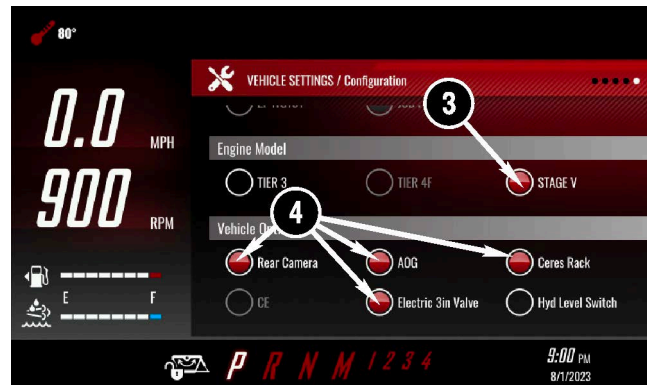 80°
VEHICLE SETTINGS / Configuration
3
0.0 MPH
Engine Model
TIER 3 TIER 4F STAGE V
900 RPM
4
Vehicle
Rear Camera AOG Ceres Rack
CE Electric 3in Valve Hyd Level Switch
E F
P R N M 1 2 3 4
9:00 PM
8/1/2023